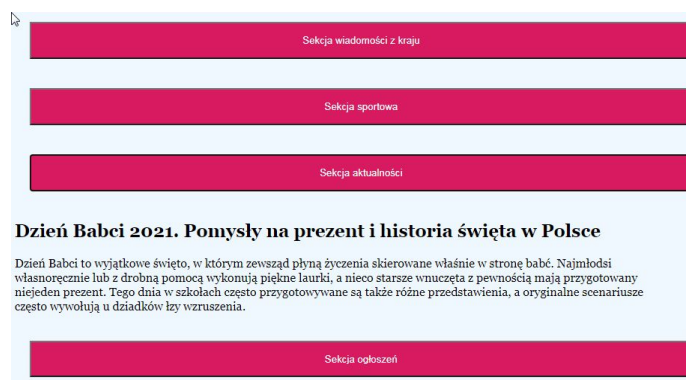 Sekcja wiadomości z kraju
Sekcja sportowa
Sekcja aktualności
Dzień Babci 2021. Pomysły na prezent i historia święta w Polsce
Dzień Babci to wyjątkowe święto, w którym zewsząd płyną życzenia skierowane właśnie w stronę babć. Najmłodsi
własnoręcznie lub z drobną pomocą wykonują piękne laurki, a nieco starsze wnuczęta z pewnością mają przygotowany
niejeden prezent. Tego dnia w szkołach często przygotowywane są także różne przedstawienia, a oryginalne scenariusze
często wywołują u dziadków łzy wzruszenia.
Sekcja ogłoszeń